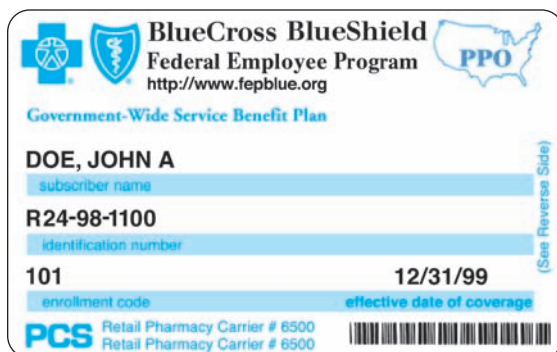 BlueCross BlueShield
Federal Employee Program
http://www.fepblue.org
PPO
Government-Wide Service Benefit Plan
DOE, JOHN A
subscriber name
R24-98-1100
identification number
101 12/31/99
enrollment code effective date of coverage
(See Reverse Side)
PCS Retail Pharmacy Carrier # 6500
Retail Pharmacy Carrier # 6500